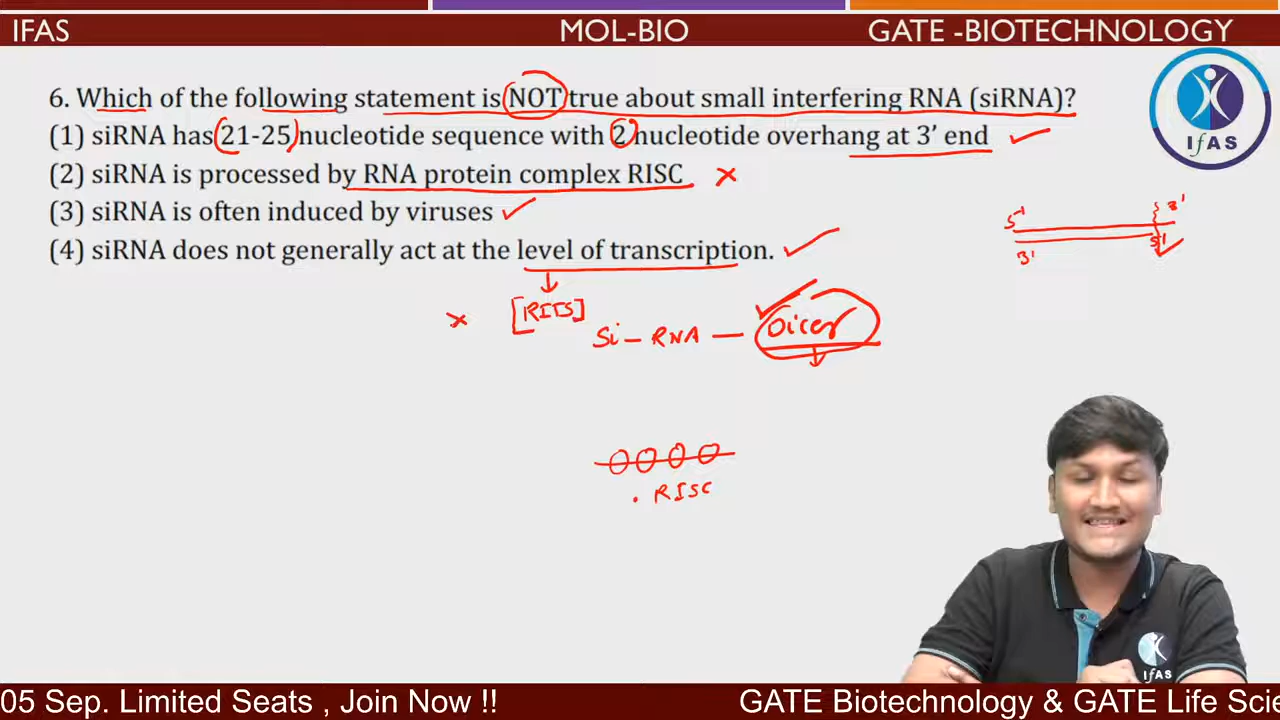 IFAS MOL-BIO GATE -BIOTECHNOLOGY
6. Which of the following statement is NOT true about small interfering RNA (siRNA)?
(1) siRNA has 21-25 nucleotide sequence with 2 nucleotide overhang at 3' end
(2) siRNA is processed by RNA protein complex RISC
(3) siRNA is often induced by viruses
(4) siRNA does not generally act at the level of transcription.
IfAS
5' 3'
3' 5'
[RITS]
Si-RNA - Dicer
. RISC
IfAS
05 Sep. Limited Seats , Join Now !! GATE Biotechnology & GATE Life Scie